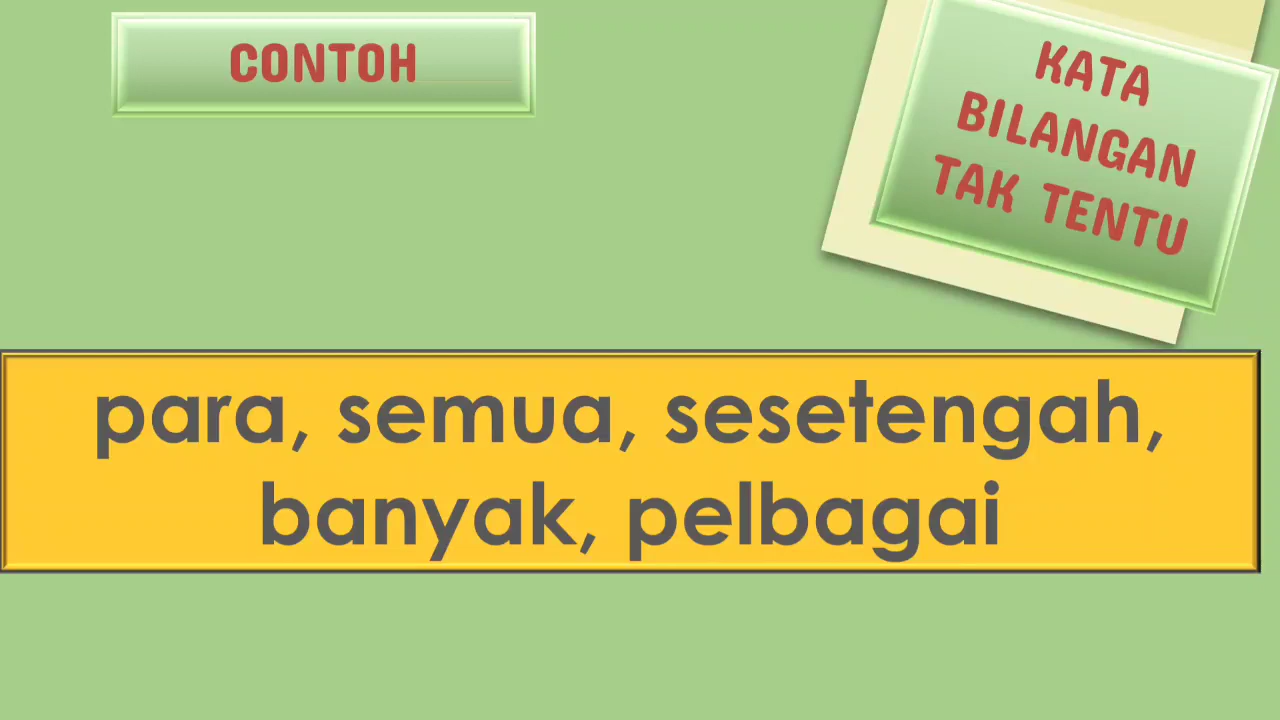 CONTOH
KATA
BILANGAN
TAK TENTU
para, semua, sesetengah,
banyak, pelbagai